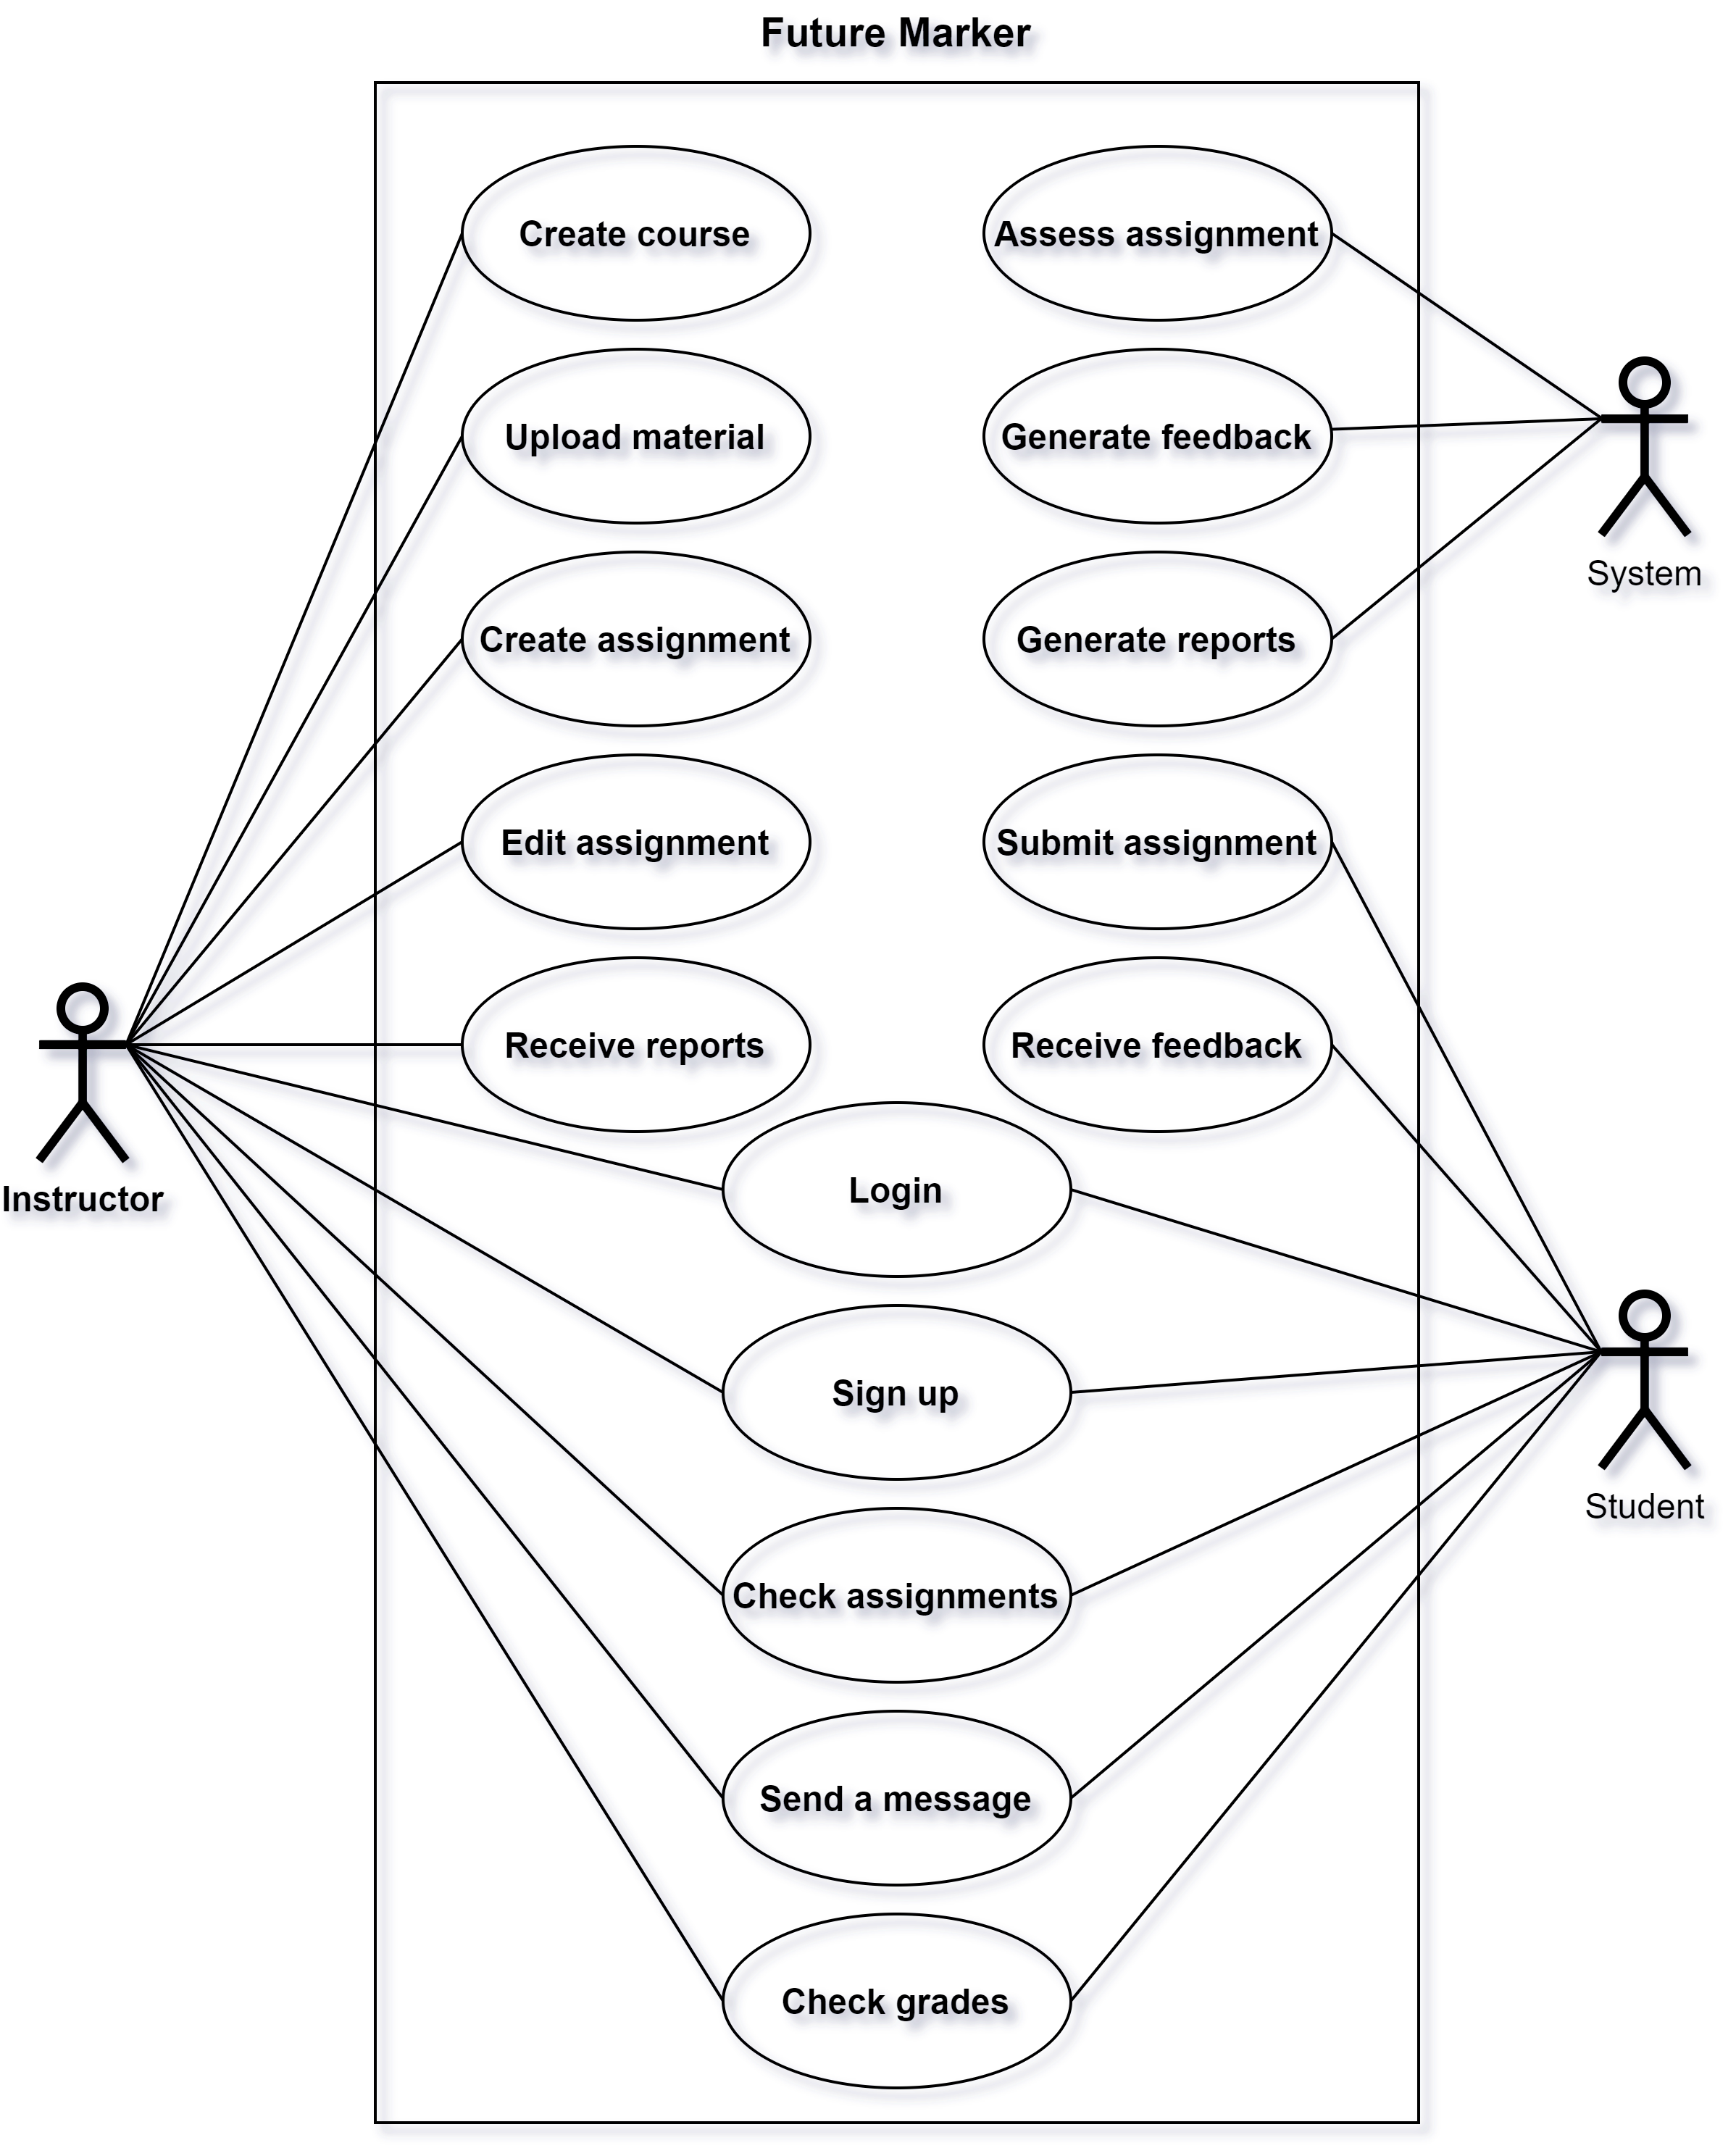 Future Marker
Create course
Assess assignment
Upload material
Generate feedback
System
Create assignment
Generate reports
Edit assignment
Submit assignment
Receive reports
Receive feedback
Instructor
Login
Sign up
Student
Check assignments
Send a message
Check grades